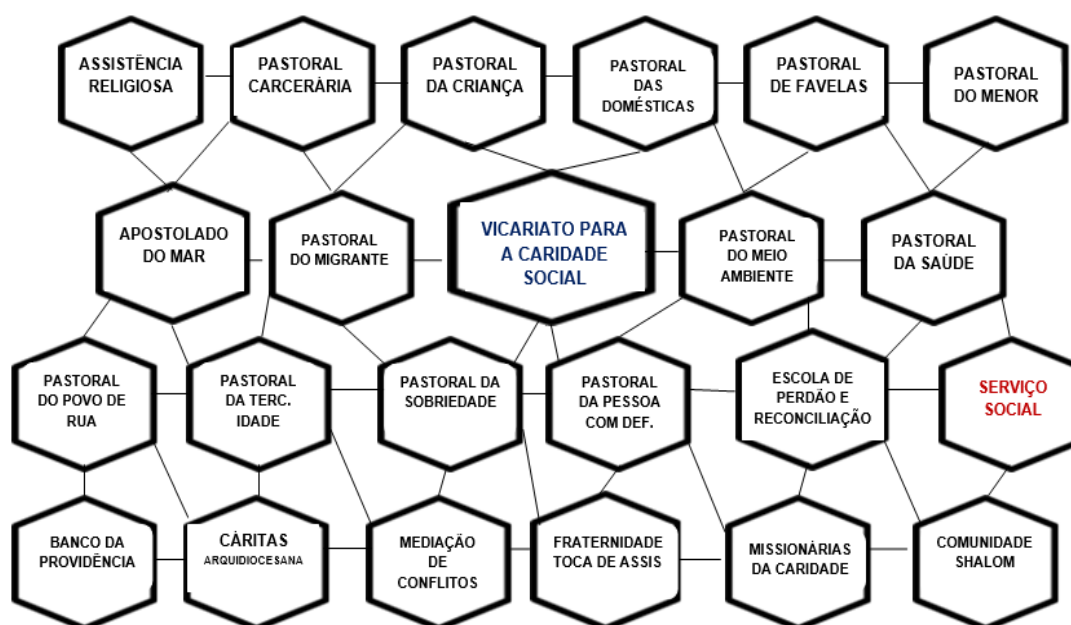 ASSISTÊNCIA
RELIGIOSA
PASTORAL
CARCERÁRIA
PASTORAL
DA CRIANÇA
PASTORAL
DAS
DOMÉSTICAS
PASTORAL
DE FAVELAS
PASTORAL
DO MENOR
APOSTOLADO
DO MAR
PASTORAL
DO MIGRANTE
VICARIATO PARA
A CARIDADE
SOCIAL
PASTORAL
DO MEIO
AMBIENTE
PASTORAL
DA SAÚDE
PASTORAL
DO POVO DE
RUA
PASTORAL
DA TERC.
IDADE
PASTORAL DA
SOBRIEDADE
PASTORAL
DA PESSOA
COM DEF.
ESCOLA DE
PERDÃO E
RECONCILIAÇÃO
SERVIÇO
SOCIAL
BANCO DA
PROVIDÊNCIA
CÁRITAS
ARQUIDIOCESANA
MEDIAÇÃO
DE
CONFLITOS
FRATERNIDADE
TOCA DE ASSIS
MISSIONÁRIAS
DA CARIDADE
COMUNIDADE
SHALOM